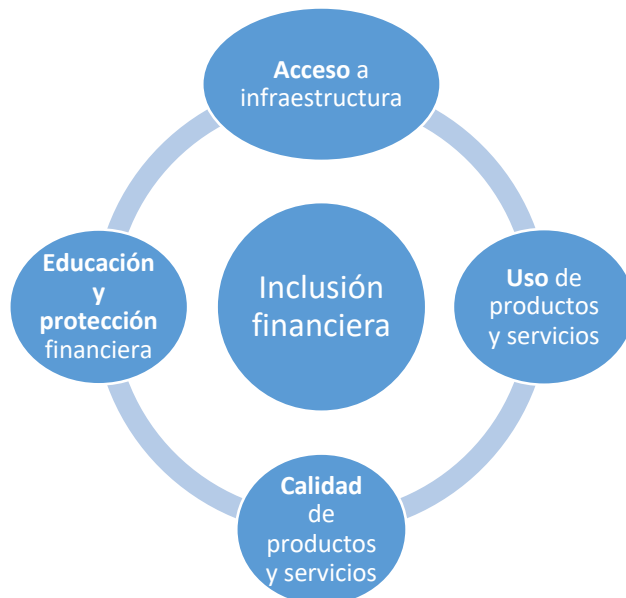 Acceso a
infraestructura
Educación
y
protección
financiera
Inclusión
financiera
Uso de
productos
y servicios
Calidad
de
productos
y servicios